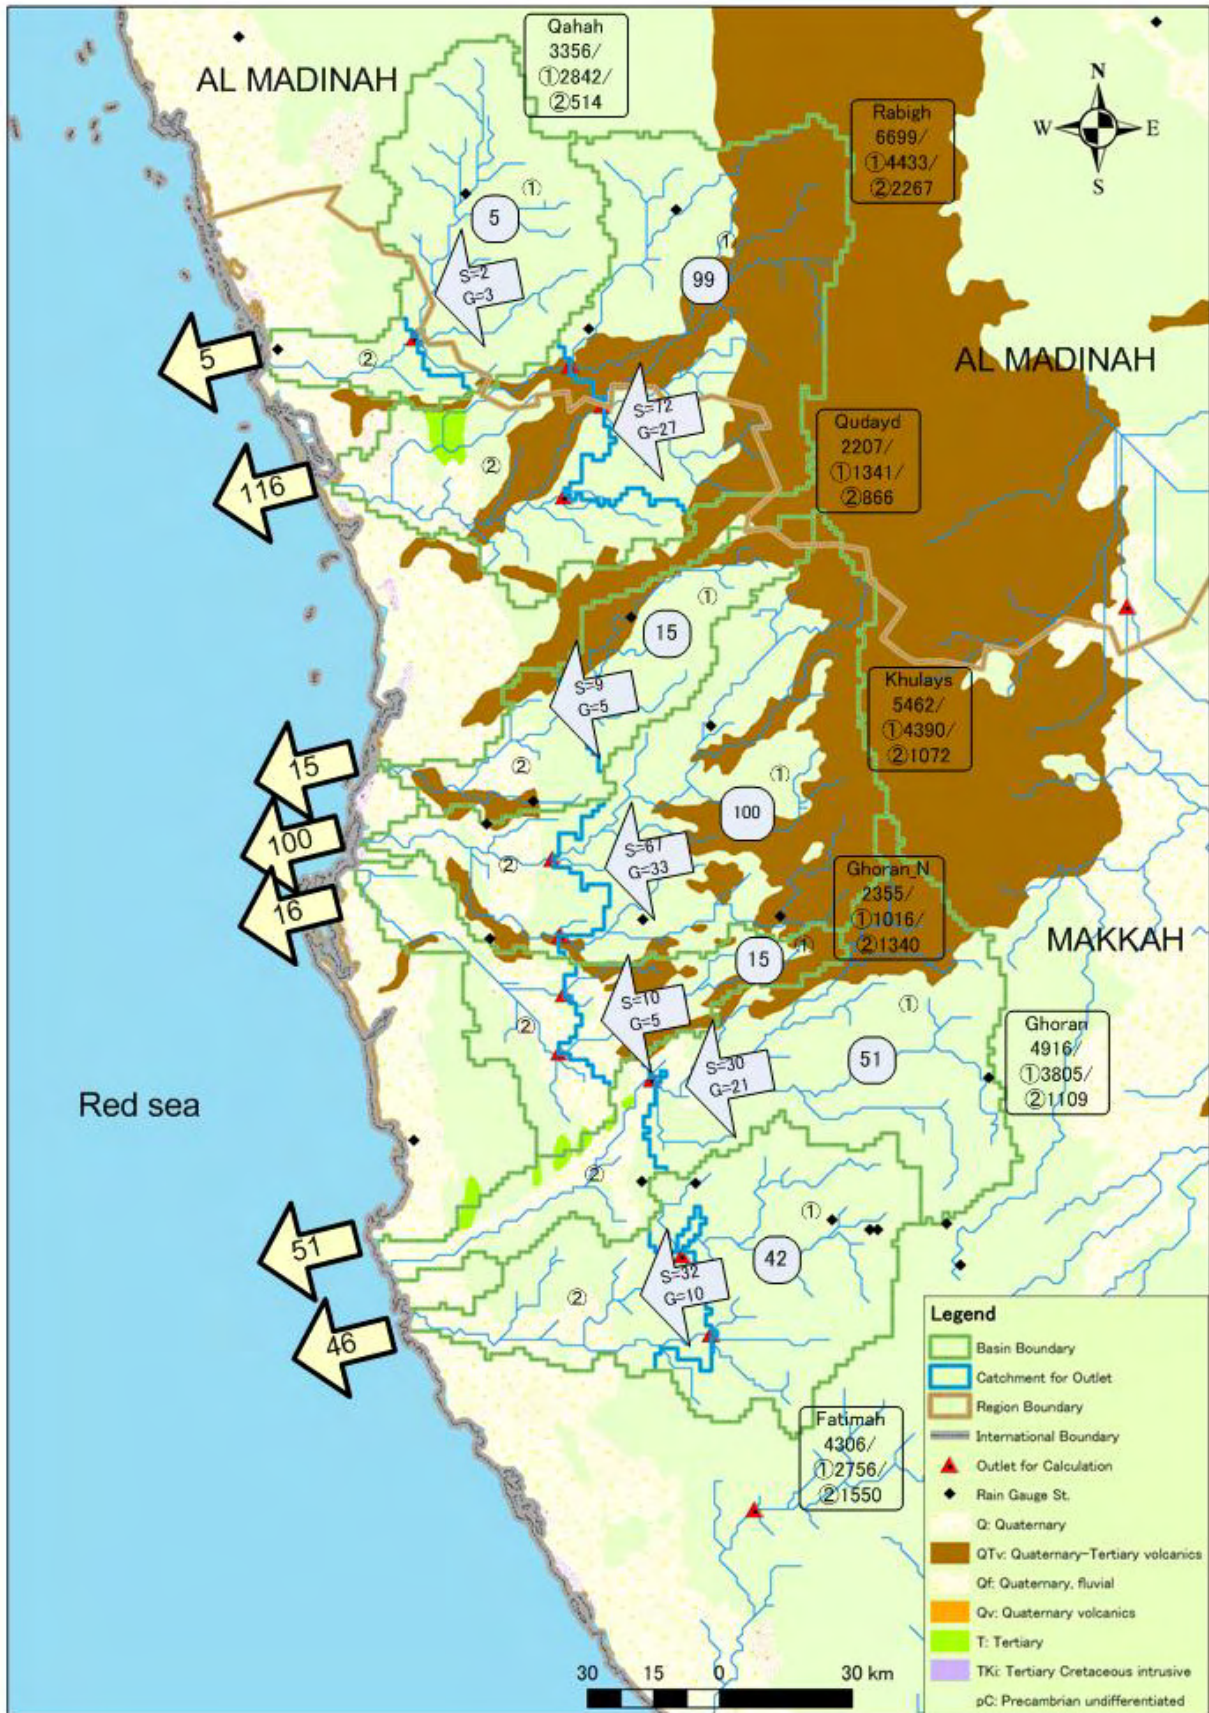 Qahah
3356/
①2842/
②514
AL MADINAH
N
W E
S
Rabigh
6699/
①4433/
②2267
①
5
①
S=2
G=3
99
5
②
AL MADINAH
S=72
G=27
Qudayd
2207/
①1341/
②866
②
116
①
15
Khulays
5462/
①4390/
②1072
S=9
G=5
15
②
①
100
100
②
S=67
G=33
Ghoran_N
2355/
①1016/
②1340
16
MAKKAH
①
15
S=10
G=5
②
①
Ghoran
4916/
①3805/
②1109
51
S=30
G=21
Red sea
②
①
51
42
S=32
G=10
②
46
Fatimah
4306/
①2756/
②1550
Legend
Basin Boundary
Catchment for Outlet
Region Boundary
International Boundary
Outlet for Calculation
Rain Gauge St.
Q: Quaternary
QTv: Quaternary-Tertiary volcanics
Qf: Quaternary, fluvial
Qv: Quaternary volcanics
T: Tertiary
TKi: Tertiary Cretaceous intrusive
pC: Precambrian undifferentiated
30 15 0 30 km